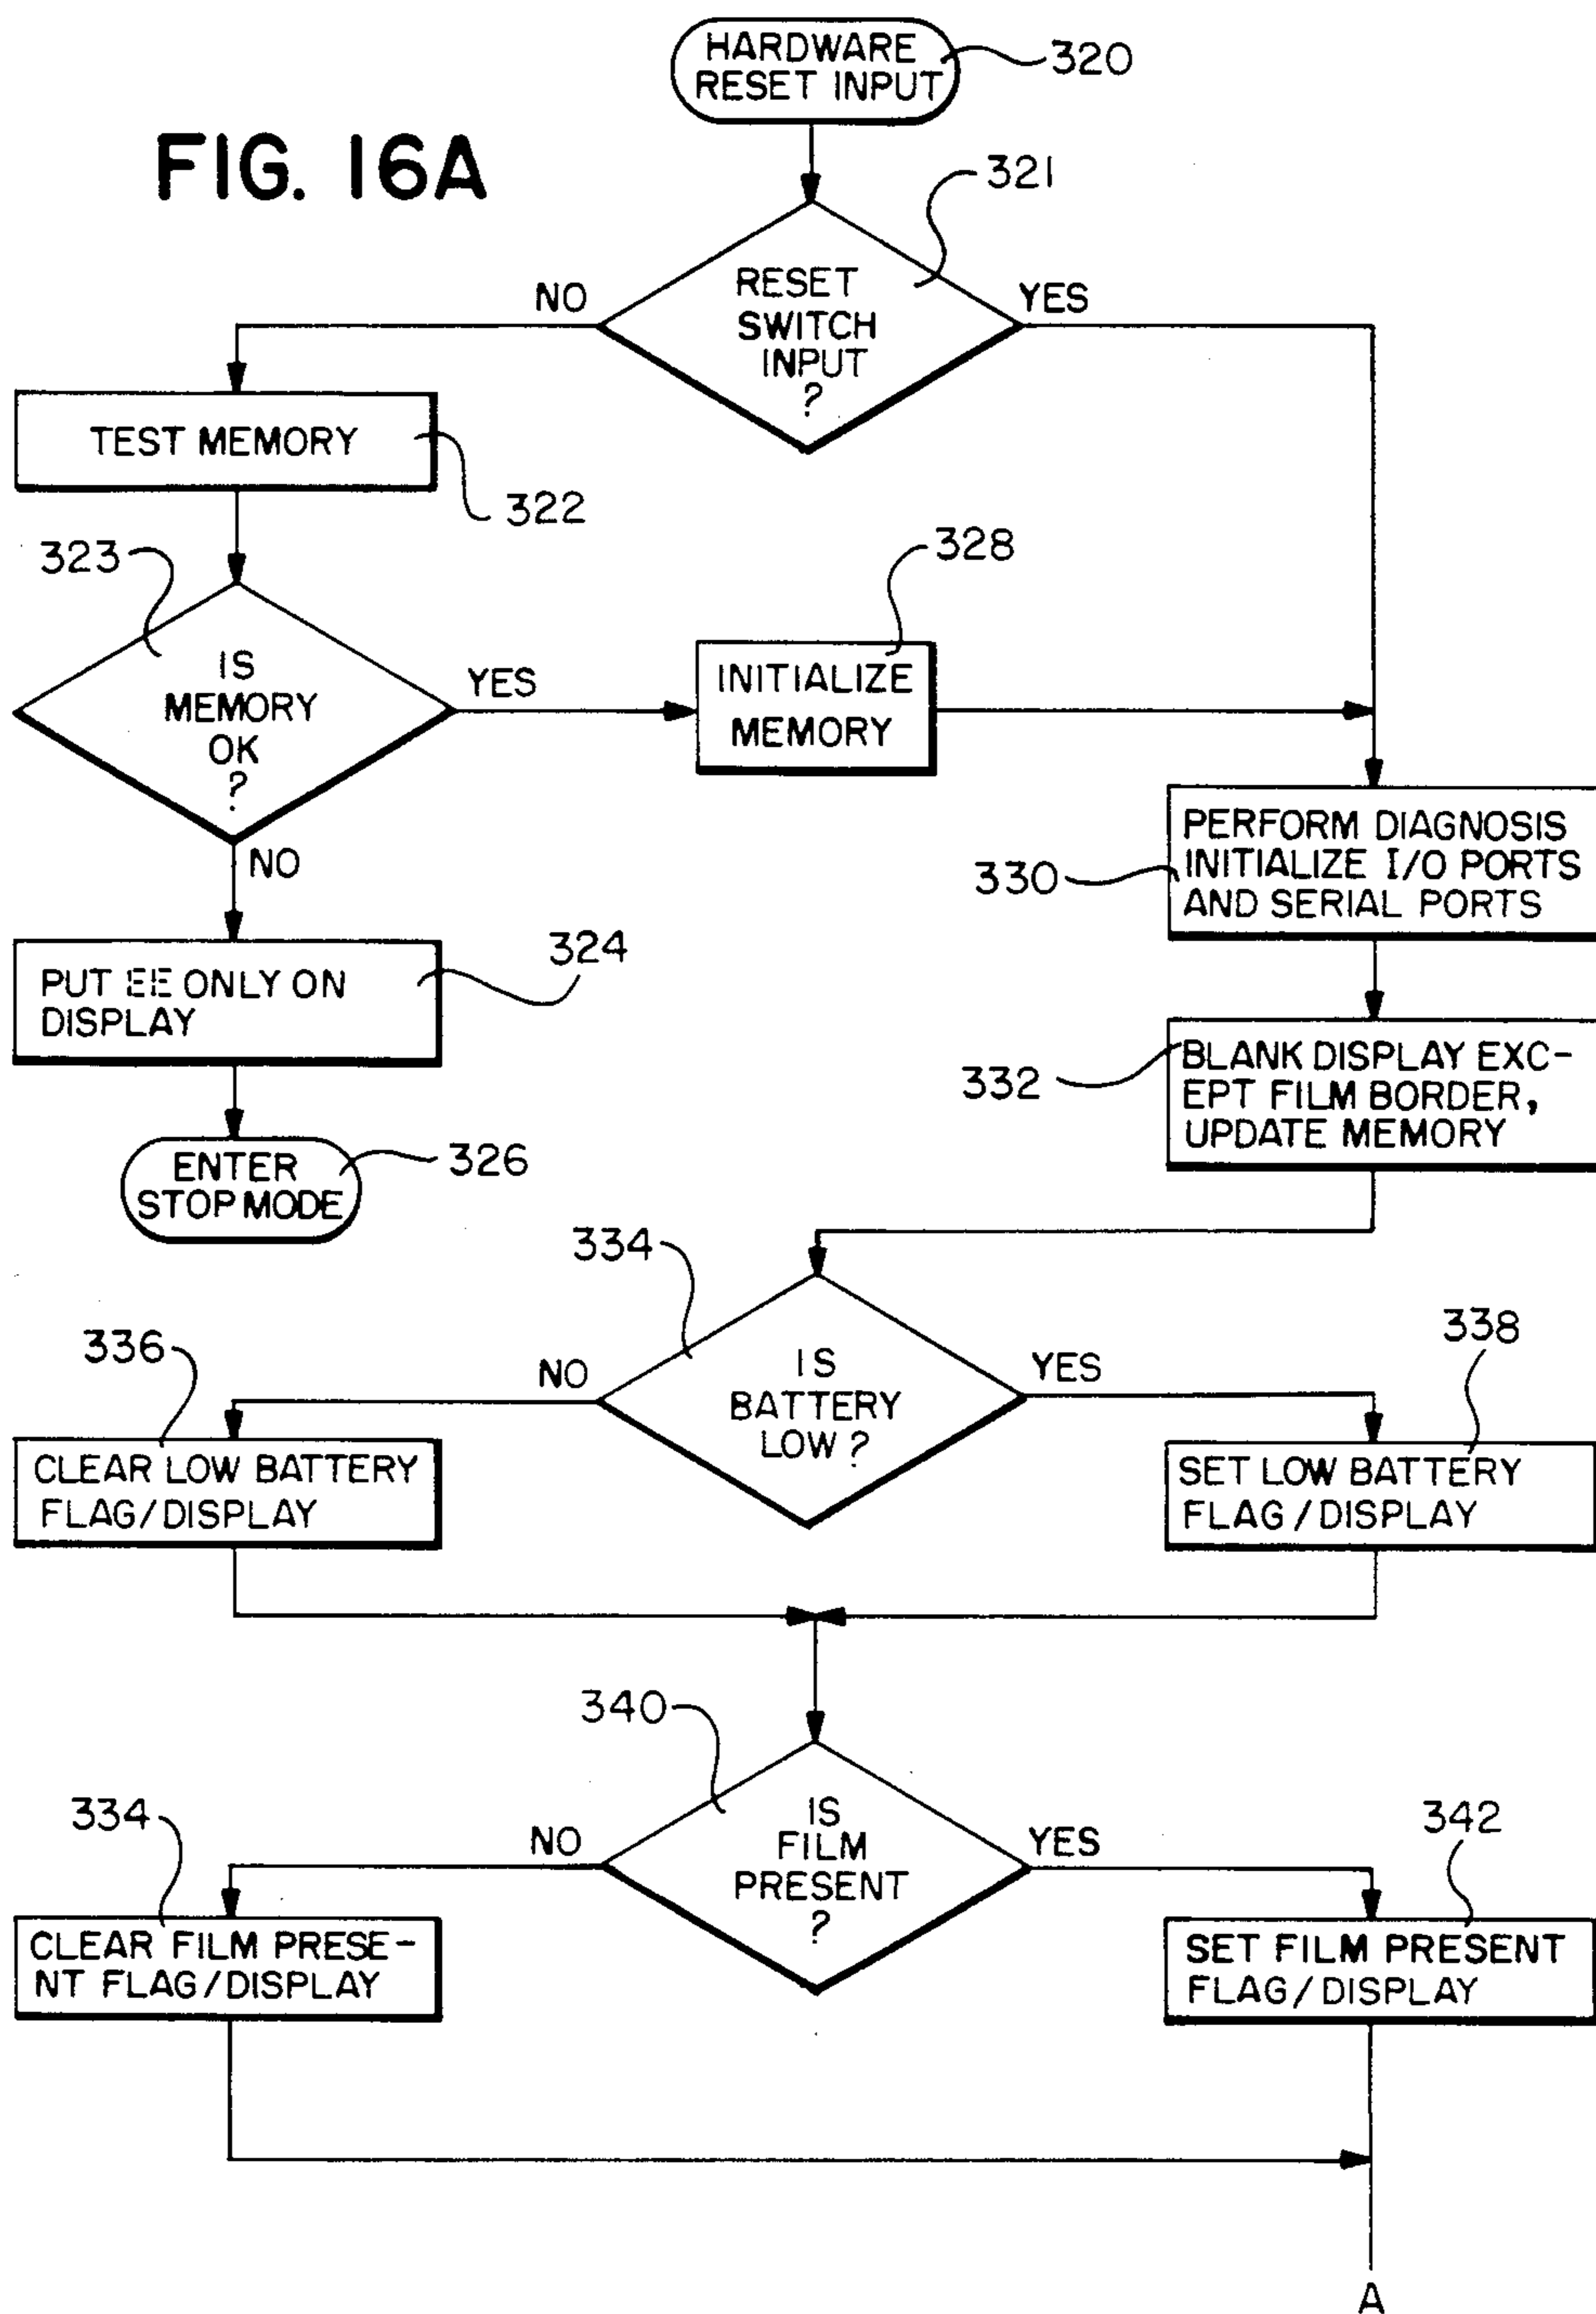 HARDWARE
RESET INPUT
320
FIG. 16A
321
RESET
SWITCH
INPUT
?
NO
YES
TEST MEMORY
322
323
IS
MEMORY
OK
?
YES
328
INITIALIZE
MEMORY
NO
330
PERFORM DIAGNOSIS
INITIALIZE I/O PORTS
AND SERIAL PORTS
324
PUT EE ONLY ON
DISPLAY
332
BLANK DISPLAY EXC-
EPT FILM BORDER,
UPDATE MEMORY
ENTER
STOP MODE
326
334
IS
BATTERY
LOW?
NO
YES
336
CLEAR LOW BATTERY
FLAG/DISPLAY
338
SET LOW BATTERY
FLAG/DISPLAY
340
IS
FILM
PRESENT
?
NO
YES
334
CLEAR FILM PRESE-
NT FLAG/DISPLAY
342
SET FILM PRESENT
FLAG/DISPLAY
A